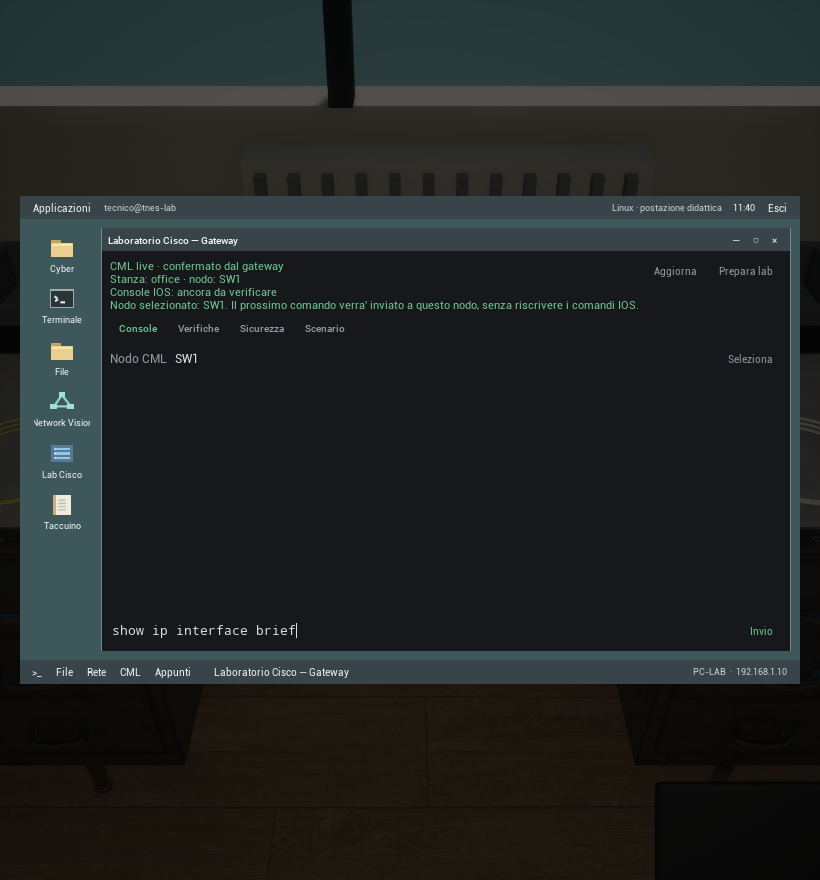 Applicazioni tecnico@tnes-lab Linux · postazione didattica 11:40 Esci
Laboratorio Cisco — Gateway
CML live · confermato dal gateway
Stanza: office · nodo: SW1
Console IOS: ancora da verificare
Nodo selezionato: SW1. Il prossimo comando verra' inviato a questo nodo, senza riscrivere i comandi IOS.
Aggiorna Prepara lab
Console Verifiche Sicurezza Scenario
Nodo CML SW1 Seleziona
Cyber
Terminale
File
Network Vision
Lab Cisco
Taccuino
show ip interface brief Invio
>_ File Rete CML Appunti Laboratorio Cisco — Gateway PC-LAB · 192.168.1.10